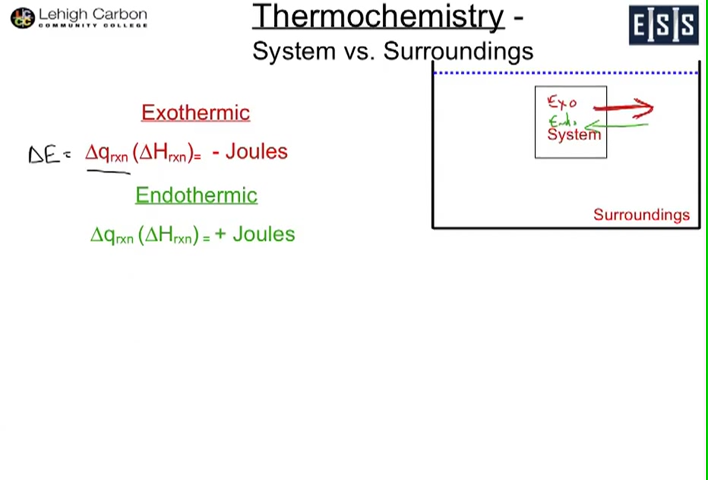 Lehigh Carbon
COMMUNITY COLLEGE
Thermochemistry -
System vs. Surroundings
E|S|S
Exothermic
ΔE = Δqrxn (ΔHrxn)= - Joules
Endothermic
Δqrxn (ΔHrxn) = + Joules
Exo
Endo
System
Surroundings